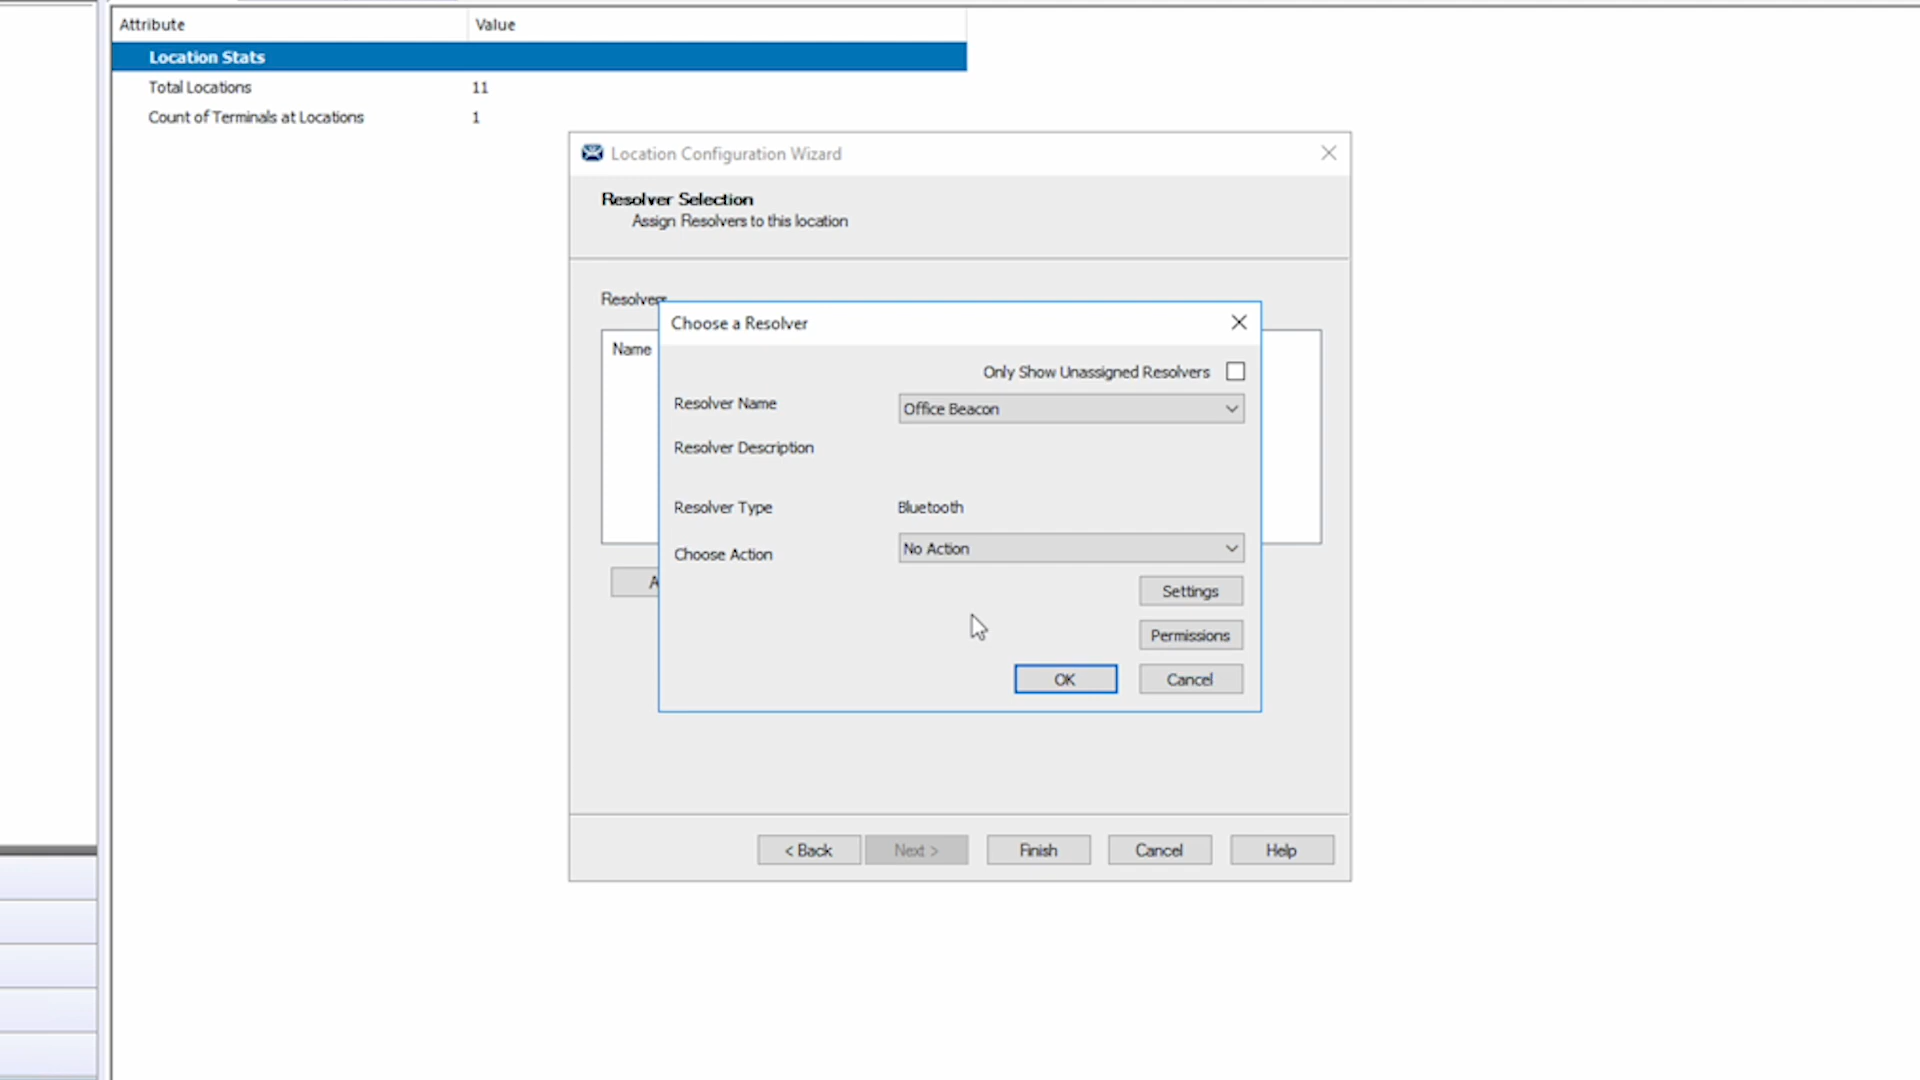 Attribute Value
Location Stats
Total Locations 11
Count of Terminals at Locations 1
Location Configuration Wizard
Resolver Selection
Assign Resolvers to this location
Resolvers
Choose a Resolver
Name
Only Show Unassigned Resolvers
Resolver Name Office Beacon
Resolver Description
Resolver Type Bluetooth
Choose Action No Action
Settings
Permissions
OK Cancel
< Back Next > Finish Cancel Help